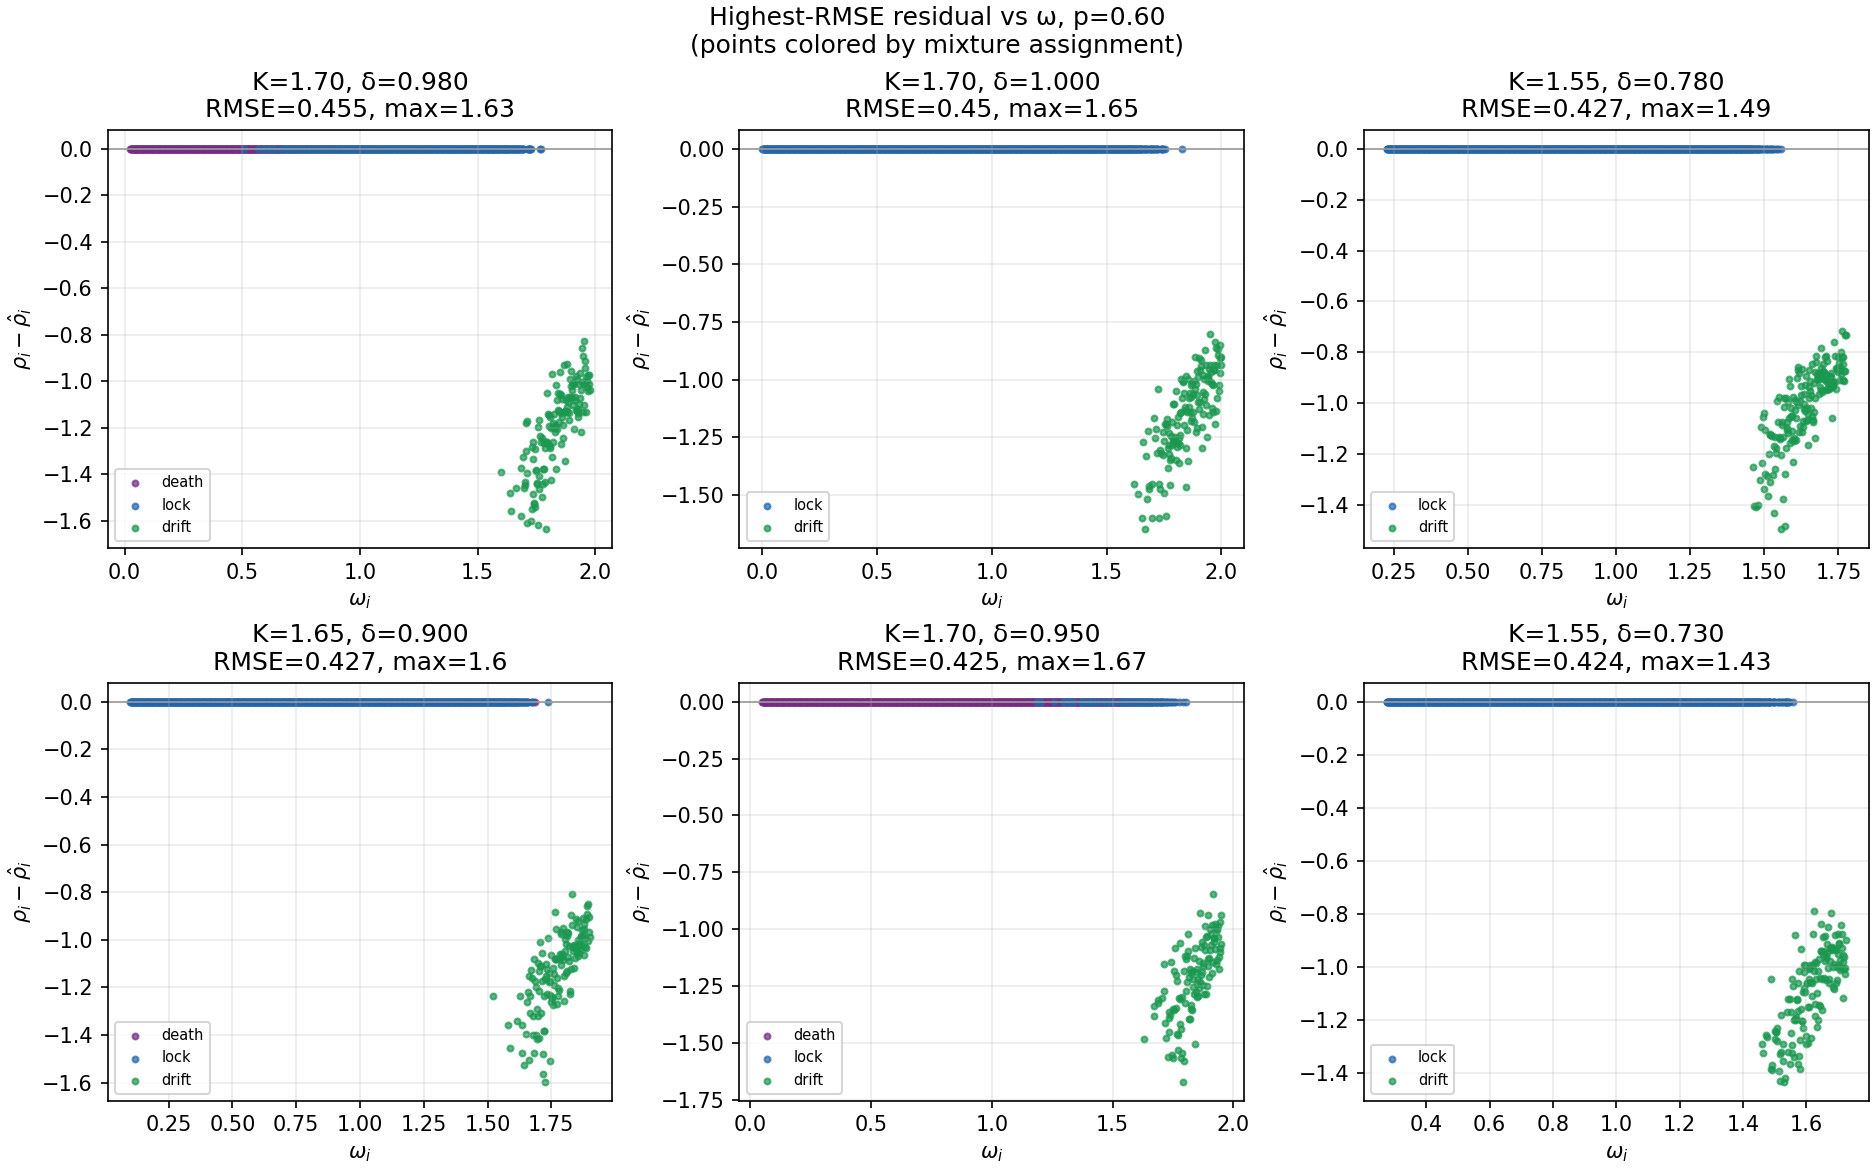 Highest-RMSE residual vs ω, p=0.60
(points colored by mixture assignment)
K=1.70, δ=0.980
RMSE=0.455, max=1.63
0.0
−0.2
−0.4
−0.6
−0.8
−1.0
−1.2
−1.4
−1.6
ρᵢ − ρ̂ᵢ
death
lock
drift
0.0 0.5 1.0 1.5 2.0
ωᵢ
K=1.70, δ=1.000
RMSE=0.45, max=1.65
0.00
−0.25
−0.50
−0.75
−1.00
−1.25
−1.50
ρᵢ − ρ̂ᵢ
lock
drift
0.0 0.5 1.0 1.5 2.0
ωᵢ
K=1.55, δ=0.780
RMSE=0.427, max=1.49
0.0
−0.2
−0.4
−0.6
−0.8
−1.0
−1.2
−1.4
ρᵢ − ρ̂ᵢ
lock
drift
0.25 0.50 0.75 1.00 1.25 1.50 1.75
ωᵢ
K=1.65, δ=0.900
RMSE=0.427, max=1.6
0.0
−0.2
−0.4
−0.6
−0.8
−1.0
−1.2
−1.4
−1.6
ρᵢ − ρ̂ᵢ
death
lock
drift
0.25 0.50 0.75 1.00 1.25 1.50 1.75
ωᵢ
K=1.70, δ=0.950
RMSE=0.425, max=1.67
0.00
−0.25
−0.50
−0.75
−1.00
−1.25
−1.50
−1.75
ρᵢ − ρ̂ᵢ
death
lock
drift
0.0 0.5 1.0 1.5 2.0
ωᵢ
K=1.55, δ=0.730
RMSE=0.424, max=1.43
0.0
−0.2
−0.4
−0.6
−0.8
−1.0
−1.2
−1.4
ρᵢ − ρ̂ᵢ
lock
drift
0.4 0.6 0.8 1.0 1.2 1.4 1.6
ωᵢ